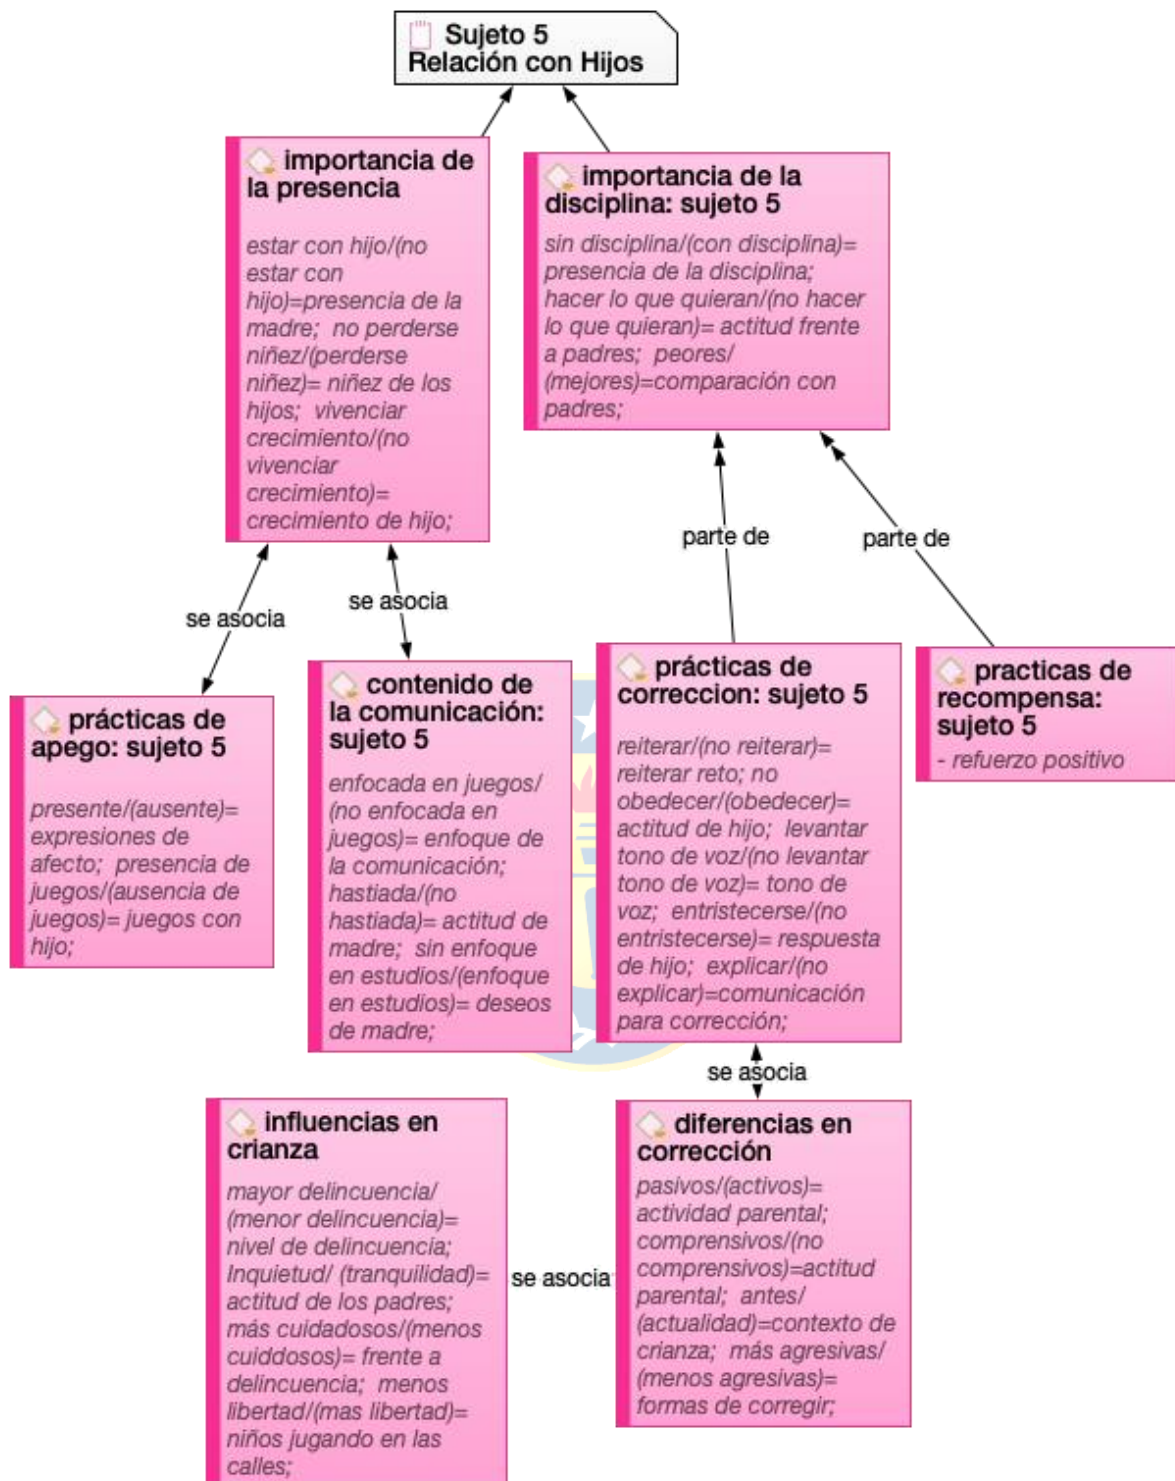 Sujeto 5
Relación con Hijos
importancia de
la presencia
estar con hijo/(no
estar con
hijo)=presencia de la
madre; no perderse
niñez/(perderse
niñez)= niñez de los
hijos; vivenciar
crecimiento/(no
vivenciar
crecimiento)=
crecimiento de hijo;
importancia de la
disciplina: sujeto 5
sin disciplina/(con disciplina)=
presencia de la disciplina;
hacer lo que quieran/(no hacer
lo que quieran)= actitud frente
a padres; peores/
(mejores)=comparación con
padres;
se asocia
se asocia
parte de
parte de
prácticas de
apego: sujeto 5
presente/(ausente)=
expresiones de
afecto; presencia de
juegos/(ausencia de
juegos)= juegos con
hijo;
contenido de
la comunicación:
sujeto 5
enfocada en juegos/
(no enfocada en
juegos)= enfoque de
la comunicación;
hastiada/(no
hastiada)= actitud de
madre; sin enfoque
en estudios/(enfoque
en estudios)= deseos
de madre;
prácticas de
correccion: sujeto 5
reiterar/(no reiterar)=
reiterar reto; no
obedecer/(obedecer)=
actitud de hijo; levantar
tono de voz/(no levantar
tono de voz)= tono de
voz; entristecerse/(no
entristecerse)= respuesta
de hijo; explicar/(no
explicar)=comunicación
para corrección;
practicas de
recompensa:
sujeto 5
- refuerzo positivo
se asocia
influencias en
crianza
mayor delincuencia/
(menor delincuencia)=
nivel de delincuencia;
Inquietud/ (tranquilidad)=
actitud de los padres;
más cuidadosos/(menos
cuiddosos)= frente a
delincuencia; menos
libertad/(mas libertad)=
niños jugando en las
calles;
se asocia
diferencias en
corrección
pasivos/(activos)=
actividad parental;
comprensivos/(no
comprensivos)=actitud
parental; antes/
(actualidad)=contexto de
crianza; más agresivas/
(menos agresivas)=
formas de corregir;